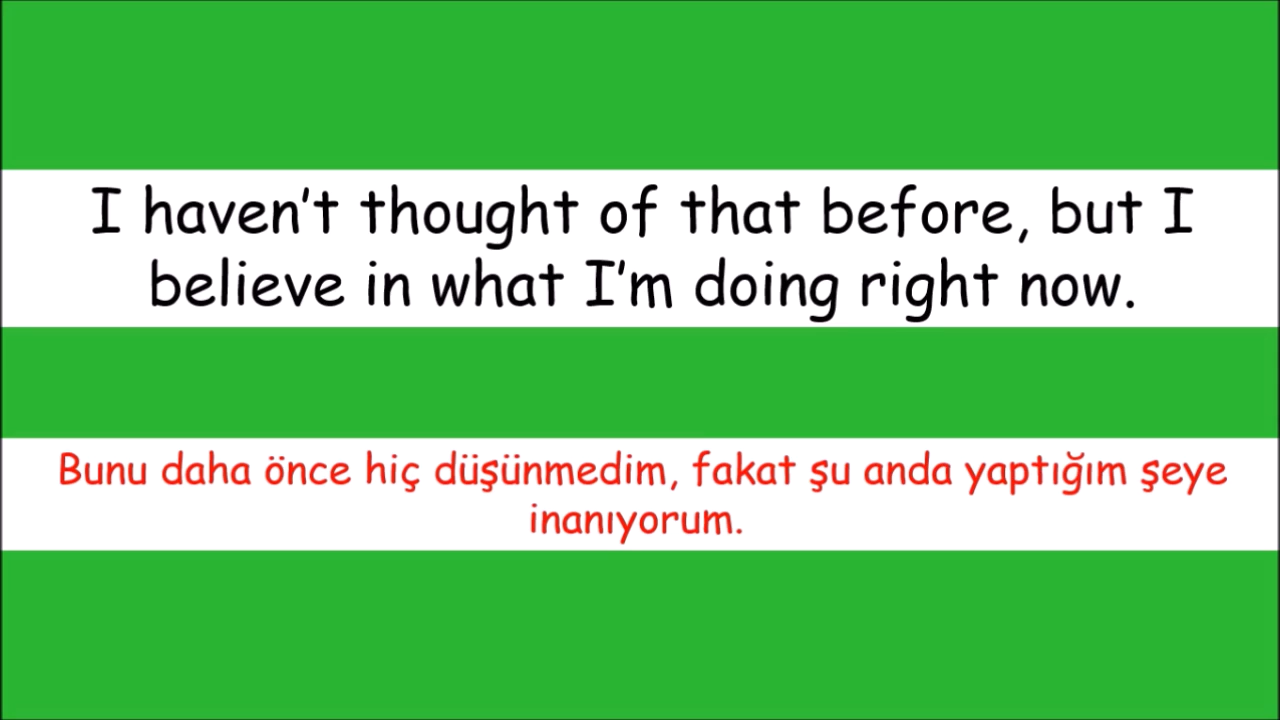 I haven't thought of that before, but I
believe in what I'm doing right now.
Bunu daha önce hiç düşünmedim, fakat şu anda yaptığım şeye
inanıyorum.